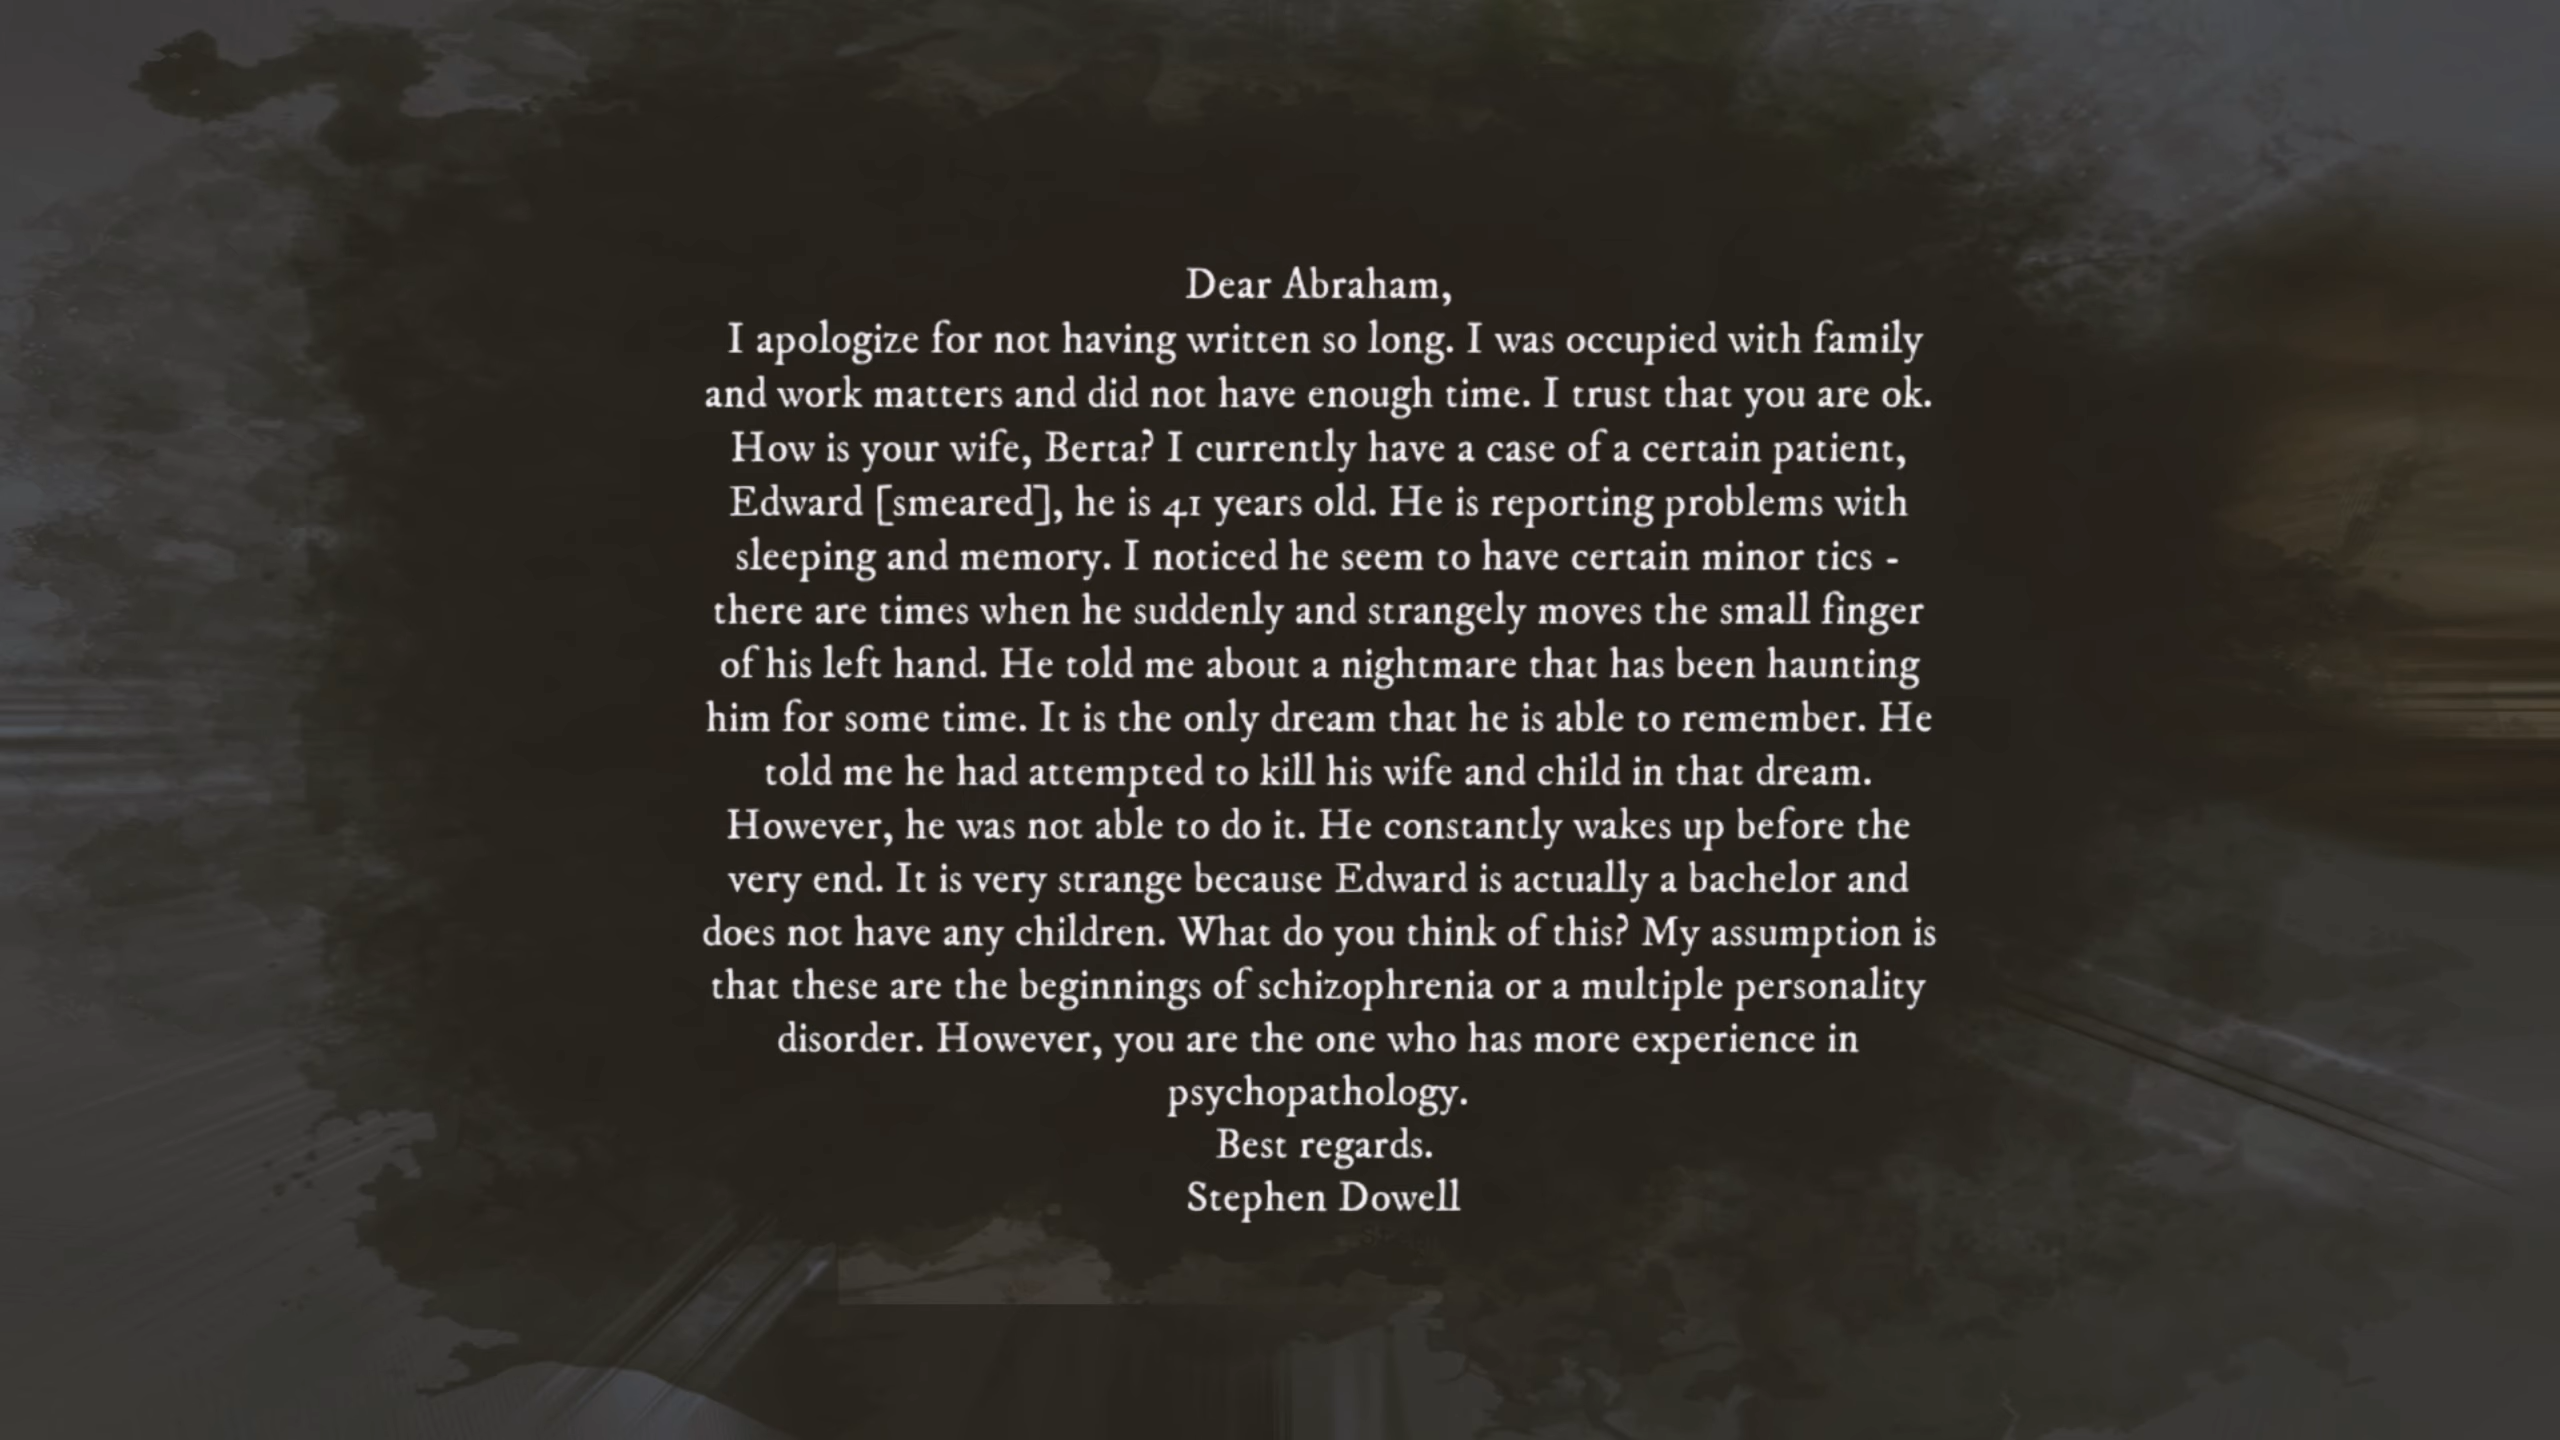 Dear Abraham,
I apologize for not having written so long. I was occupied with family
and work matters and did not have enough time. I trust that you are ok.
How is your wife, Berta? I currently have a case of a certain patient,
Edward [smeared], he is 41 years old. He is reporting problems with
sleeping and memory. I noticed he seem to have certain minor tics -
there are times when he suddenly and strangely moves the small finger
of his left hand. He told me about a nightmare that has been haunting
him for some time. It is the only dream that he is able to remember. He
told me he had attempted to kill his wife and child in that dream.
However, he was not able to do it. He constantly wakes up before the
very end. It is very strange because Edward is actually a bachelor and
does not have any children. What do you think of this? My assumption is
that these are the beginnings of schizophrenia or a multiple personality
disorder. However, you are the one who has more experience in
psychopathology.
Best regards.
Stephen Dowell